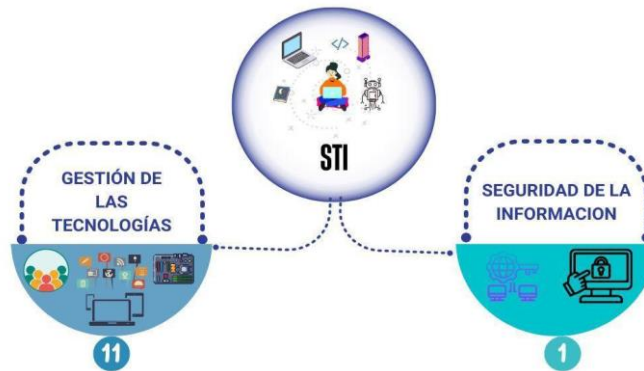 </>
STI
GESTIÓN DE
LAS
TECNOLOGÍAS
SEGURIDAD DE LA
INFORMACION
11
1